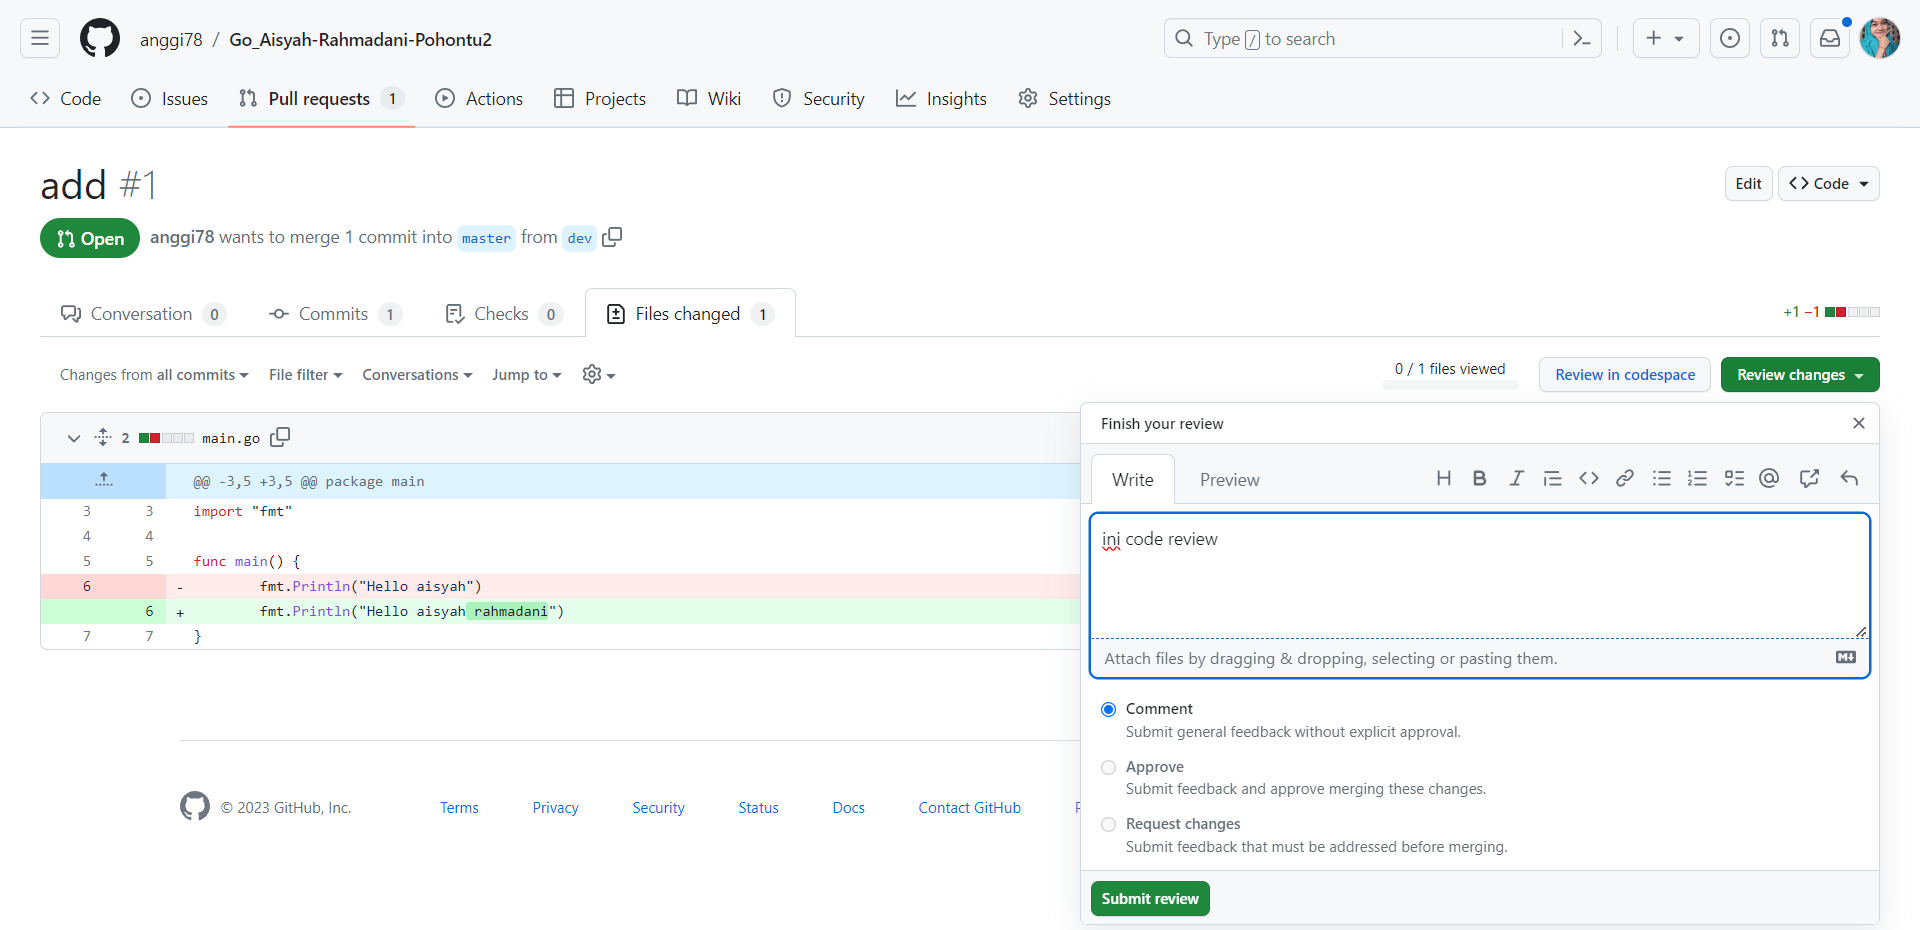 anggi78 / Go_Aisyah-Rahmadani-Pohontu2
Type / to search
Code Issues Pull requests 1 Actions Projects Wiki Security Insights Settings
add #1
Edit Code
Open anggi78 wants to merge 1 commit into master from dev
Conversation 0 Commits 1 Checks 0 Files changed 1
+1 −1
Changes from all commits File filter Conversations Jump to
0 / 1 files viewed Review in codespace Review changes
2 main.go
@@ -3,5 +3,5 @@ package main
3 3 import "fmt"
4 4
5 5 func main() {
6 - fmt.Println("Hello aisyah")
6 + fmt.Println("Hello aisyah rahmadani")
7 7 }
Finish your review
Write Preview
ini code review
Attach files by dragging & dropping, selecting or pasting them.
Comment
Submit general feedback without explicit approval.
Approve
Submit feedback and approve merging these changes.
Request changes
Submit feedback that must be addressed before merging.
Submit review
© 2023 GitHub, Inc. Terms Privacy Security Status Docs Contact GitHub